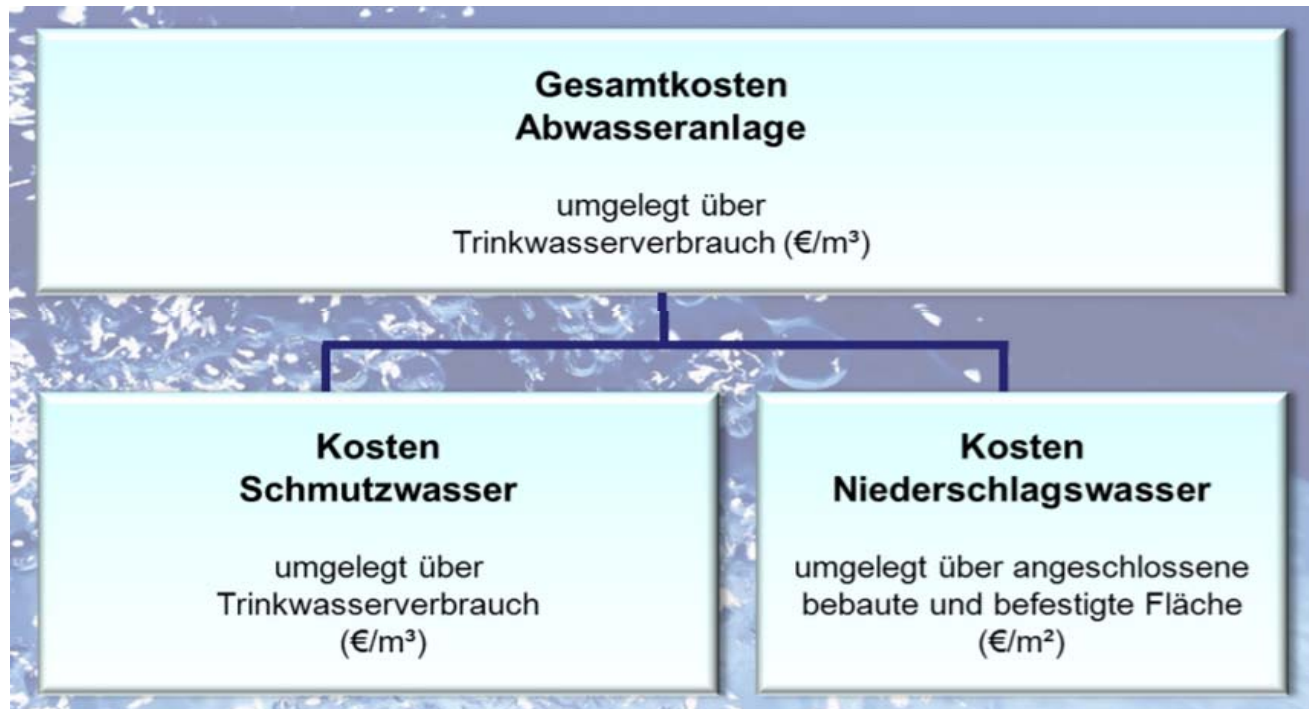 Gesamtkosten
Abwasseranlage
umgelegt über
Trinkwasserverbrauch (€/m³)
Kosten
Schmutzwasser
umgelegt über
Trinkwasserverbrauch
(€/m³)
Kosten
Niederschlagswasser
umgelegt über angeschlossene
bebaute und befestigte Fläche
(€/m²)